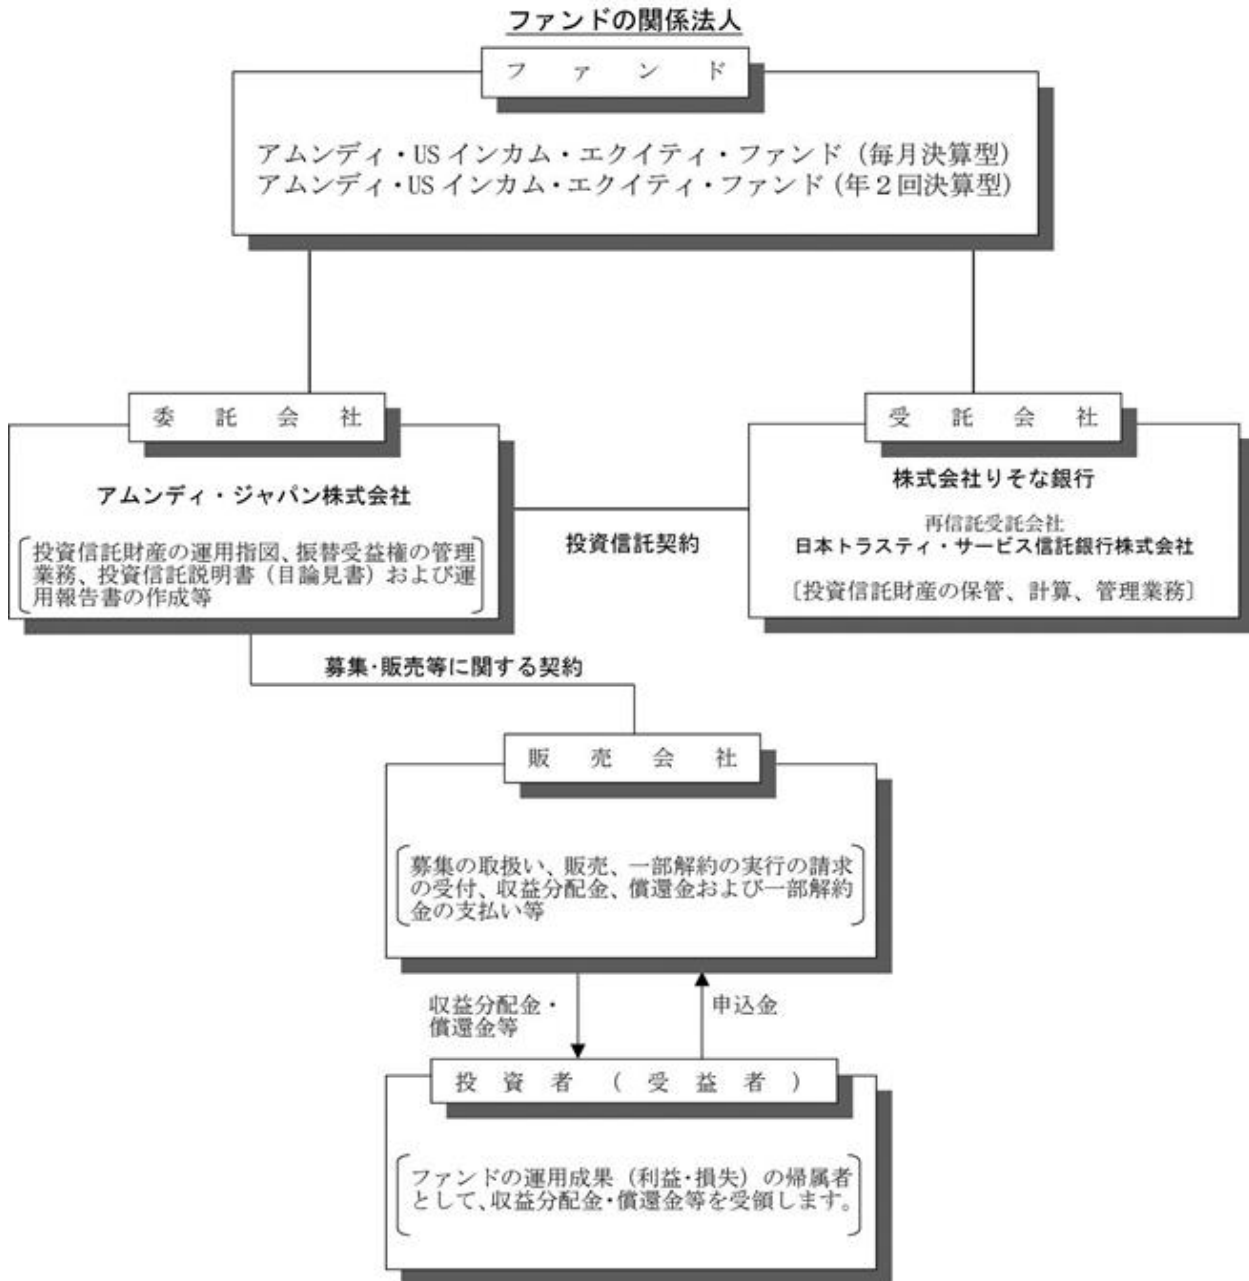 ファンドの関係法人
ファンド
アムンディ・USインカム・エクイティ・ファンド（毎月決算型）
アムンディ・USインカム・エクイティ・ファンド（年２回決算型）
委託会社
アムンディ・ジャパン株式会社
投資信託財産の運用指図、振替受益権の管理
業務、投資信託説明書（目論見書）および運
用報告書の作成等
投資信託契約
受託会社
株式会社りそな銀行
再信託受託会社
日本トラスティ・サービス信託銀行株式会社
〔投資信託財産の保管、計算、管理業務〕
募集・販売等に関する契約
販売会社
募集の取扱い、販売、一部解約の実行の請求
の受付、収益分配金、償還金および一部解約
金の支払い等
収益分配金・
償還金等
申込金
投資者（受益者）
ファンドの運用成果（利益・損失）の帰属者
として、収益分配金・償還金等を受領します。